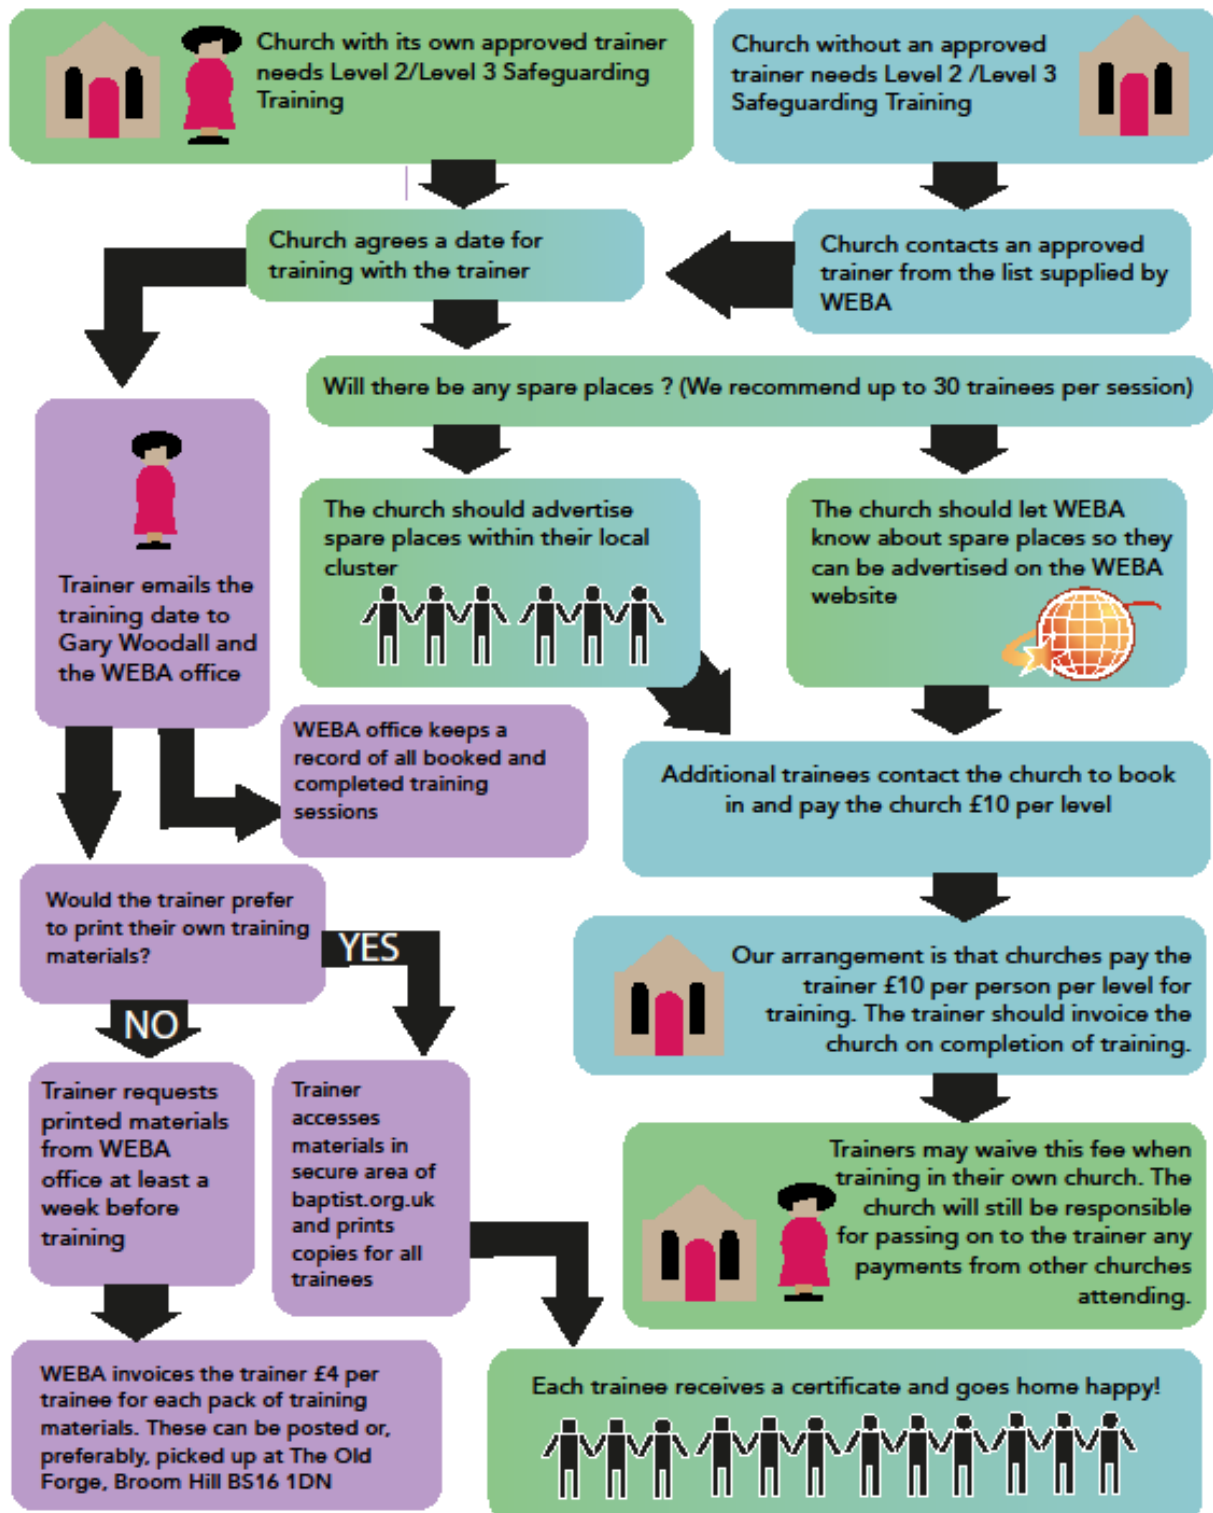 Church with its own approved trainer
needs Level 2/Level 3 Safeguarding
Training
Church without an approved
trainer needs Level 2 /Level 3
Safeguarding Training
Church agrees a date for
training with the trainer
Church contacts an approved
trainer from the list supplied by
WEBA
Will there be any spare places ? (We recommend up to 30 trainees per session)
Trainer emails the
training date to
Gary Woodall and
the WEBA office
The church should advertise
spare places within their local
cluster
The church should let WEBA
know about spare places so they
can be advertised on the WEBA
website
WEBA office keeps a
record of all booked and
completed training
sessions
Additional trainees contact the church to book
in and pay the church £10 per level
Would the trainer prefer
to print their own training
materials?
YES
NO
Our arrangement is that churches pay the
trainer £10 per person per level for
training. The trainer should invoice the
church on completion of training.
Trainer requests
printed materials
from WEBA
office at least a
week before
training
Trainer
accesses
materials in
secure area of
baptist.org.uk
and prints
copies for all
trainees
Trainers may waive this fee when
training in their own church. The
church will still be responsible
for passing on to the trainer any
payments from other churches
attending.
WEBA invoices the trainer £4 per
trainee for each pack of training
materials. These can be posted or,
preferably, picked up at The Old
Forge, Broom Hill BS16 1DN
Each trainee receives a certificate and goes home happy!